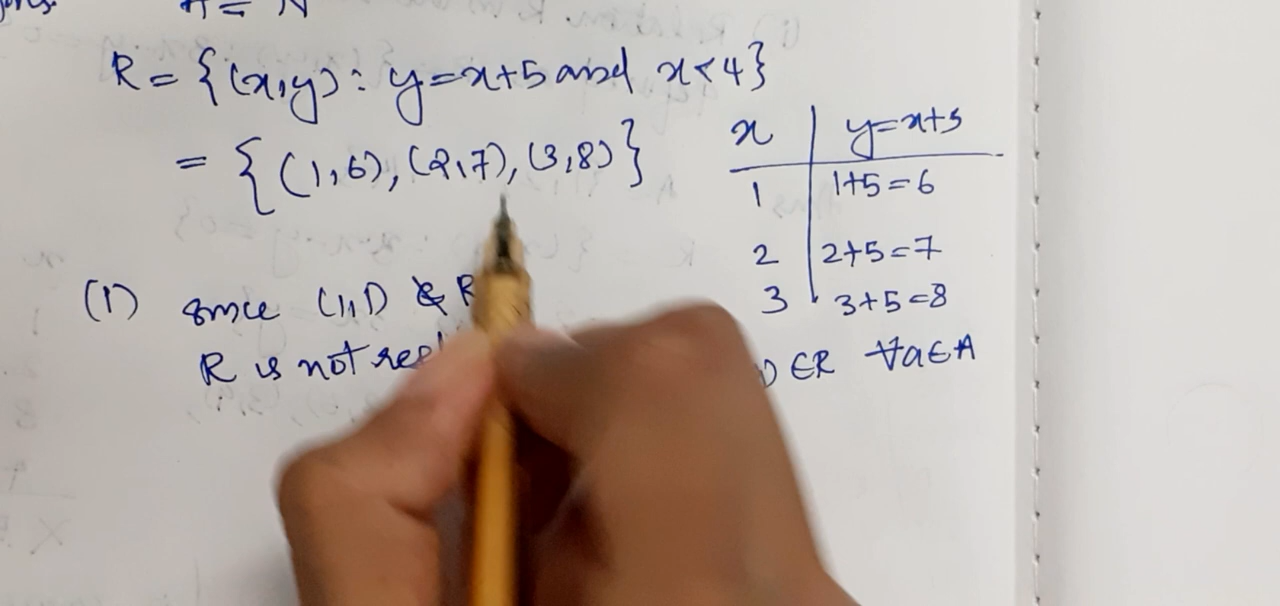 = N
R = {(x,y): y=x+5 and x<4}
= {(1,6), (2,7), (3,8)}
x | y=x+5
1 | 1+5=6
2 | 2+5=7
3 | 3+5=8
(1) since (1,1) ∉ R
R is not ∈R ∀a∈A